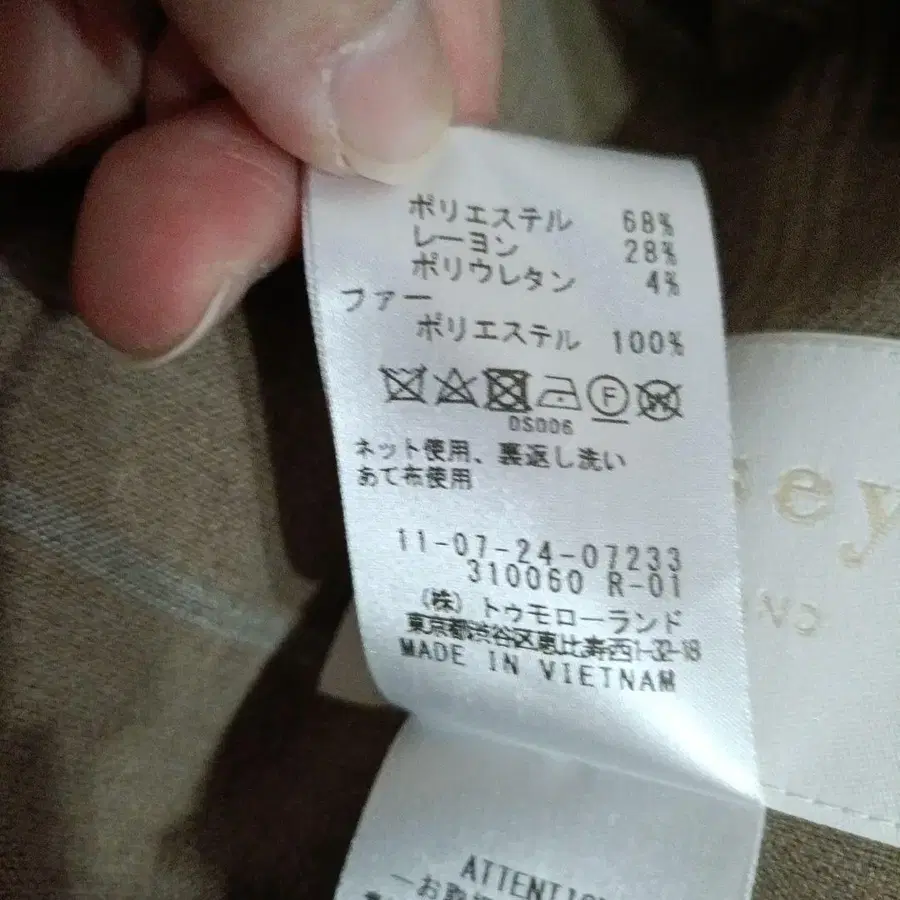 ポリエステル 68%
レーヨン 28%
ポリウレタン 4%
ファー
ポリエステル 100%
F
W
DS006
ネット使用、裏返し洗い
あて布使用
11-07-24-07233
310060 R-01
(株) トゥモローランド
東京都渋谷区恵比寿西1-32-18
MADE IN VIETNAM
ey
ATTENTIO